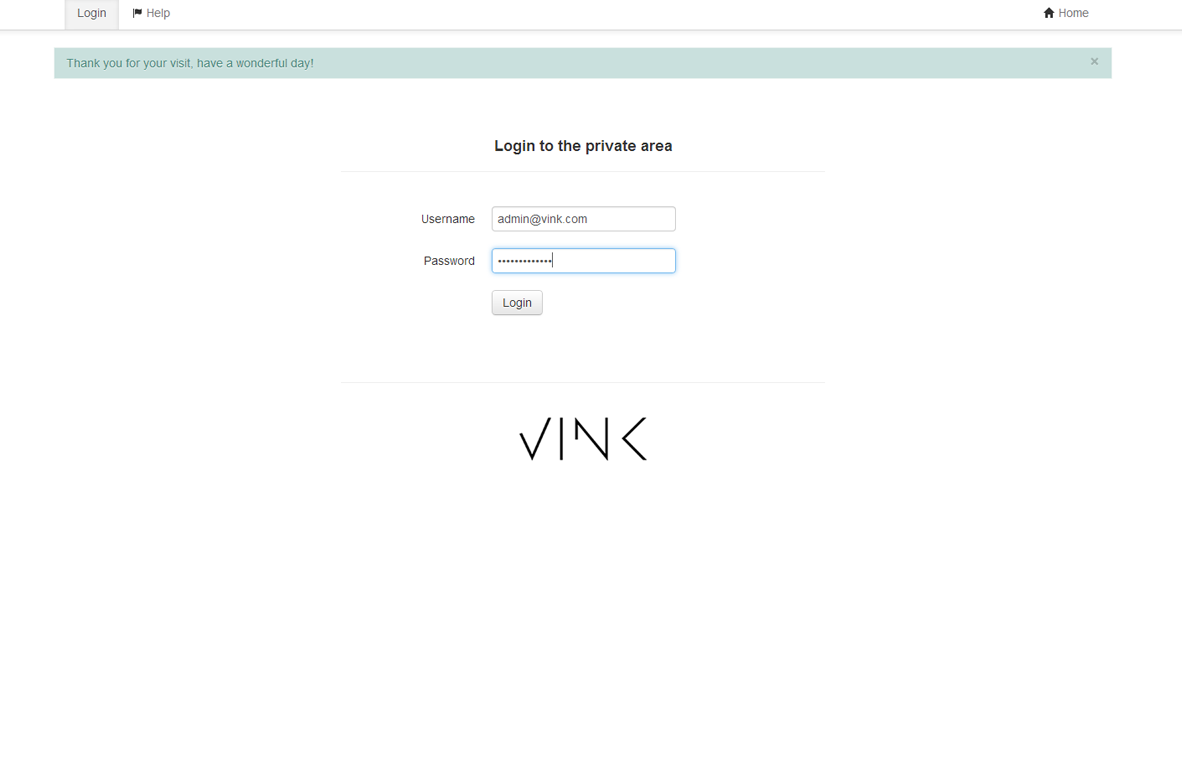 Login Help Home
Thank you for your visit, have a wonderful day! ×
Login to the private area
Username admin@vink.com
Password •••••••••••••
Login
VINK